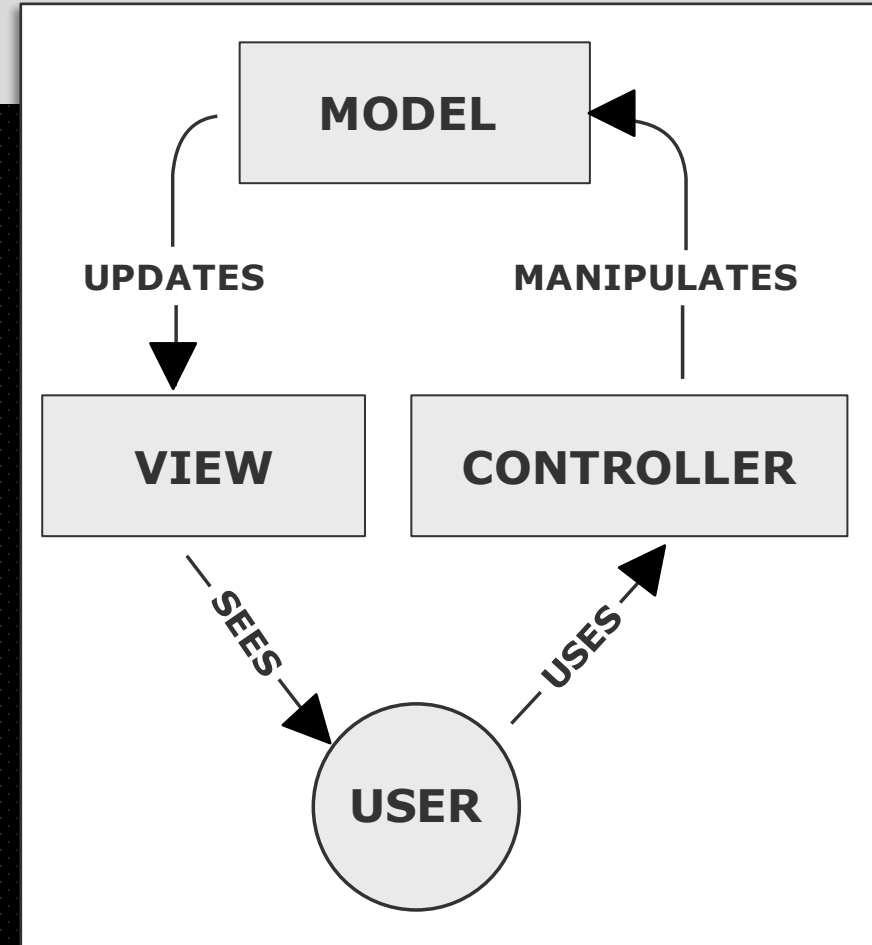 MODEL
UPDATES
MANIPULATES
VIEW
CONTROLLER
SEES
USES
USER